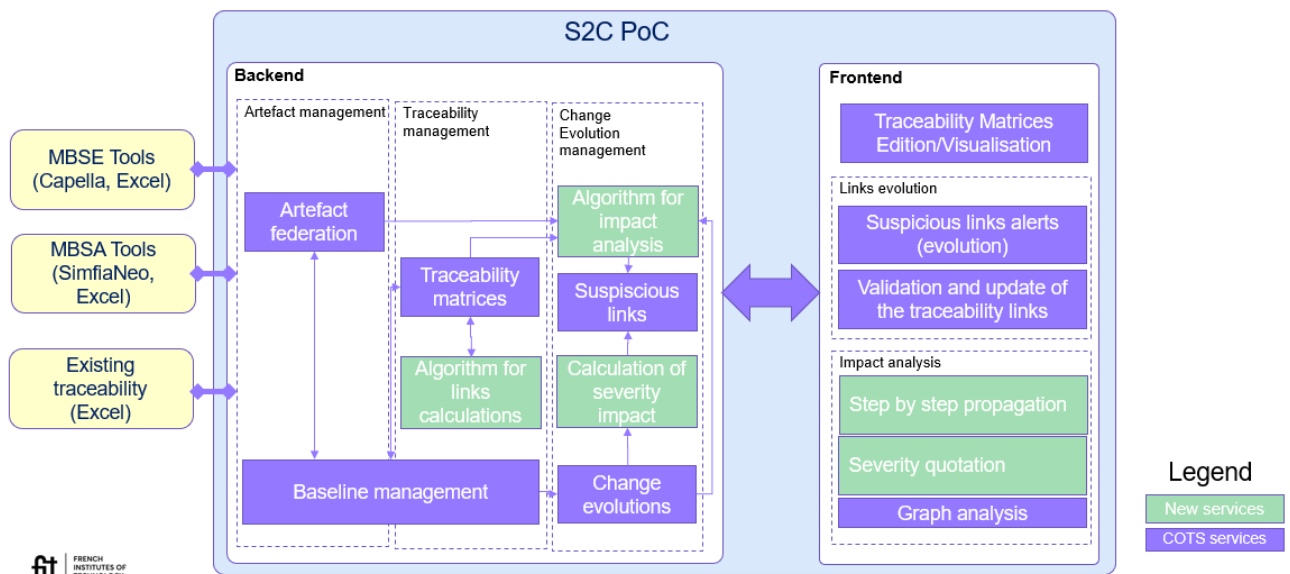 S2C PoC
Backend
Artefact management
Traceability
management
Change
Evolution
management
MBSE Tools
(Capella, Excel)
MBSA Tools
(SimfiaNeo,
Excel)
Existing
traceability
(Excel)
Artefact
federation
Traceability
matrices
Algorithm for
links
calculations
Baseline management
Algorithm for
impact
analysis
Suspiscious
links
Calculation of
severity
impact
Change
evolutions
Frontend
Traceability Matrices
Edition/Visualisation
Links evolution
Suspicious links alerts
(evolution)
Validation and update of
the traceability links
Impact analysis
Step by step propagation
Severity quotation
Graph analysis
Legend
New services
COTS services
fit
FRENCH
INSTITUTES OF
TECHNOLOGY